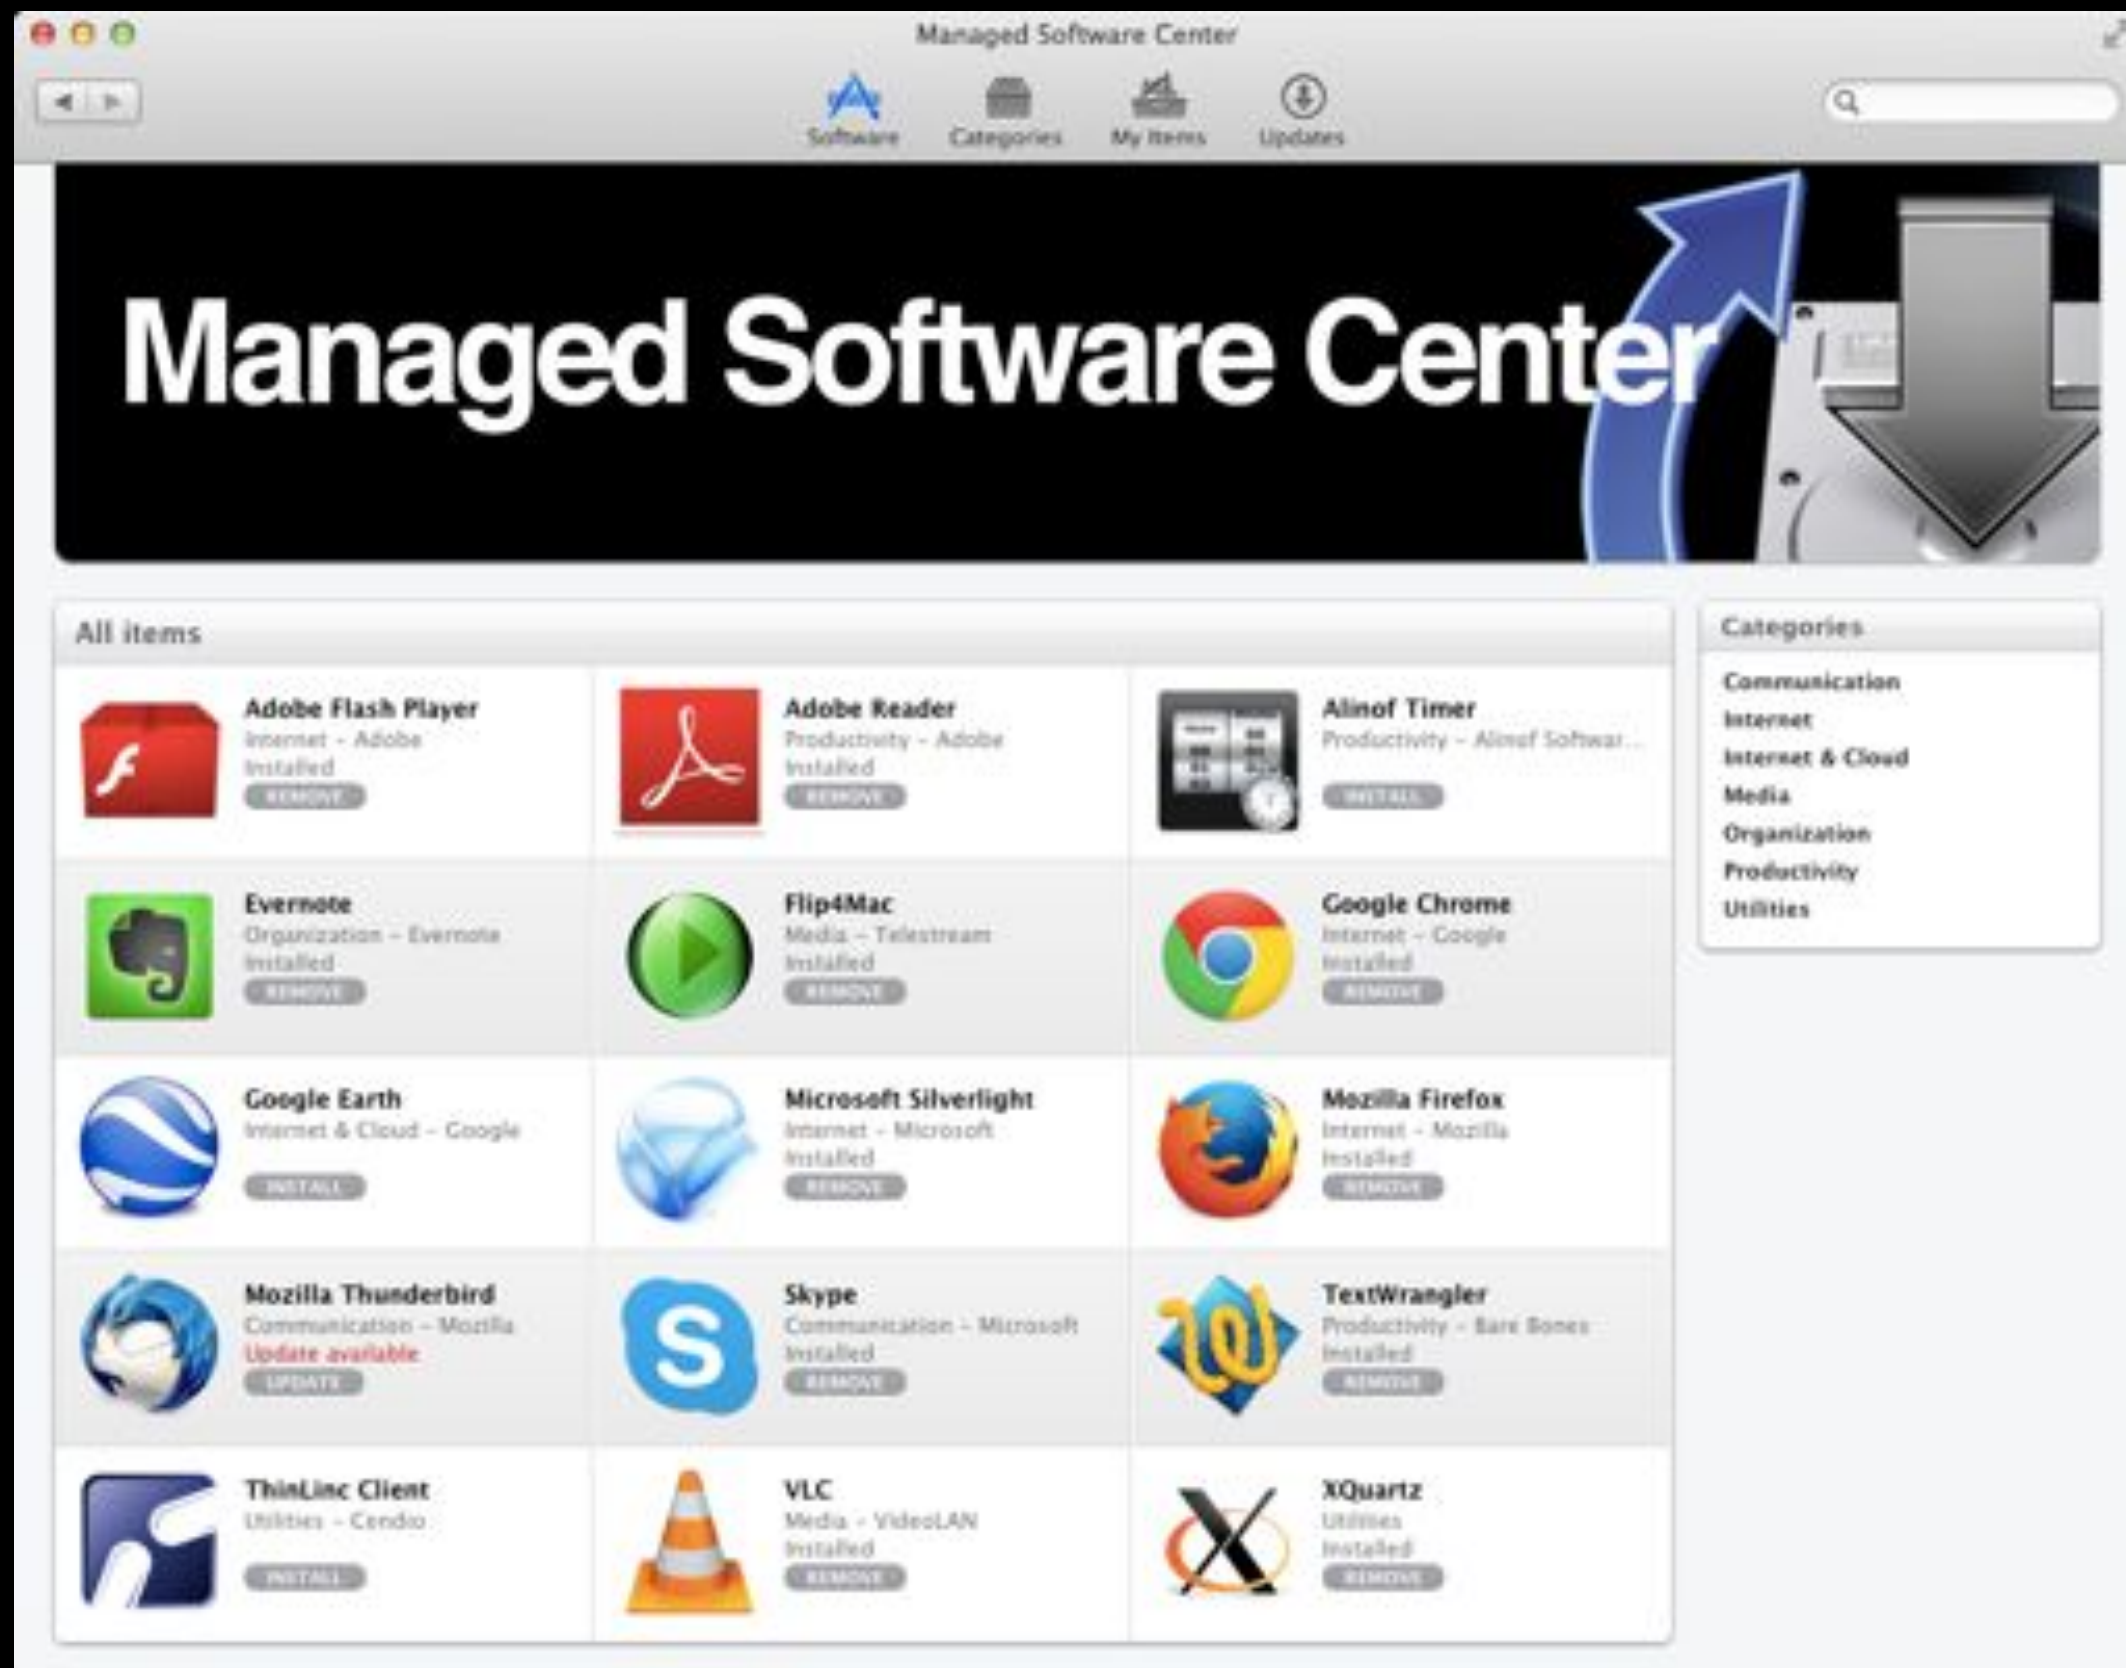 Managed Software Center
Software
Categories
My Items
Updates
Managed Software Center
All items
Adobe Flash Player
Internet – Adobe
Installed
REMOVE
Adobe Reader
Productivity – Adobe
Installed
REMOVE
Alinof Timer
Productivity – Alinof Softwar...
INSTALL
Evernote
Organization – Evernote
Installed
REMOVE
Flip4Mac
Media – Telestream
Installed
REMOVE
Google Chrome
Internet – Google
Installed
REMOVE
Google Earth
Internet & Cloud – Google
INSTALL
Microsoft Silverlight
Internet – Microsoft
Installed
REMOVE
Mozilla Firefox
Internet – Mozilla
Installed
REMOVE
Mozilla Thunderbird
Communication – Mozilla
Update available
UPDATE
Skype
Communication – Microsoft
Installed
REMOVE
TextWrangler
Productivity – Bare Bones
Installed
REMOVE
ThinLinc Client
Utilities – Cendio
INSTALL
VLC
Media – VideoLAN
Installed
REMOVE
XQuartz
Utilities
Installed
REMOVE
Categories
Communication
Internet
Internet & Cloud
Media
Organization
Productivity
Utilities